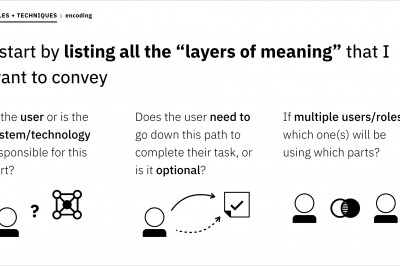 LES + TECHNIQUES : encoding
start by listing all the “layers of meaning” that I
ant to convey
the user or is the
stem/technology
sponsible for this
rt?
Does the user need to
go down this path to
complete their task, or
is it optional?
If multiple users/roles
which one(s) will be
using which parts?
?